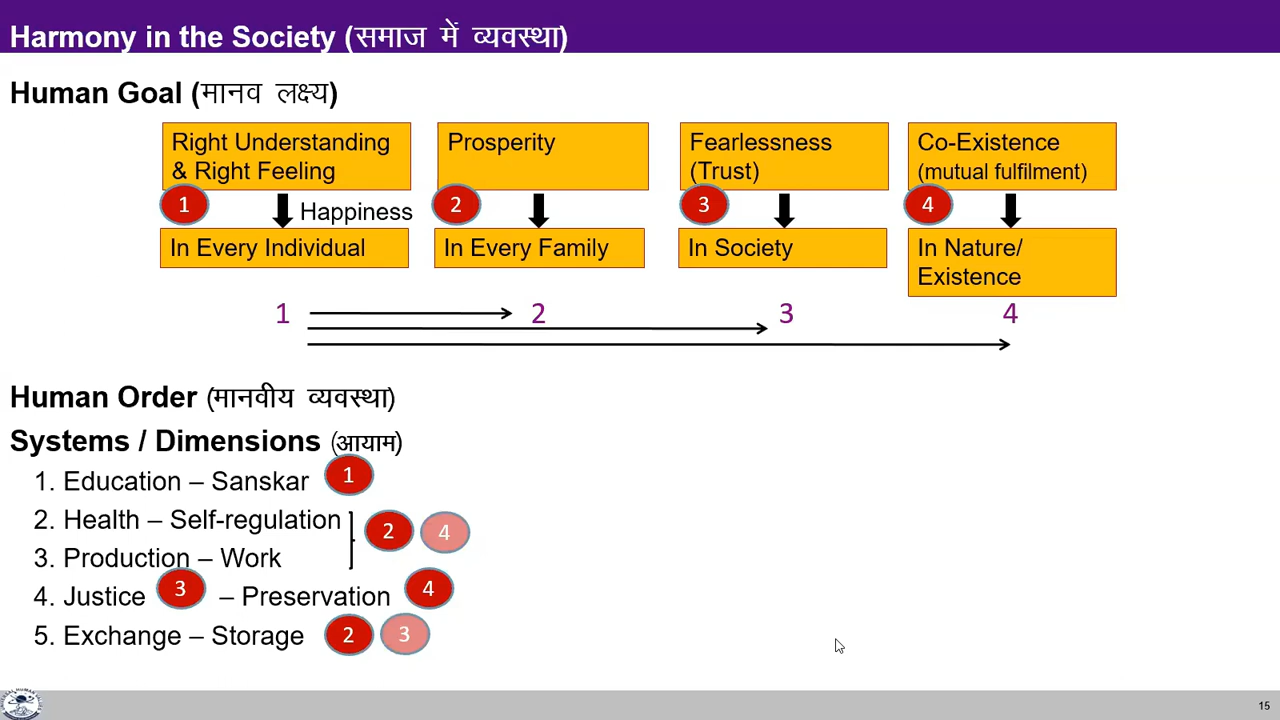 Harmony in the Society (समाज में व्यवस्था)
Human Goal (मानव लक्ष्य)
Right Understanding
& Right Feeling
Prosperity
Fearlessness
(Trust)
Co-Existence
(mutual fulfilment)
1
Happiness
2
3
4
In Every Individual
In Every Family
In Society
In Nature/
Existence
1
2
3
4
Human Order (मानवीय व्यवस्था)
Systems / Dimensions (आयाम)
1. Education – Sanskar 1
2. Health – Self-regulation
2 4
3. Production – Work
4. Justice 3 – Preservation 4
5. Exchange – Storage 2 3
15